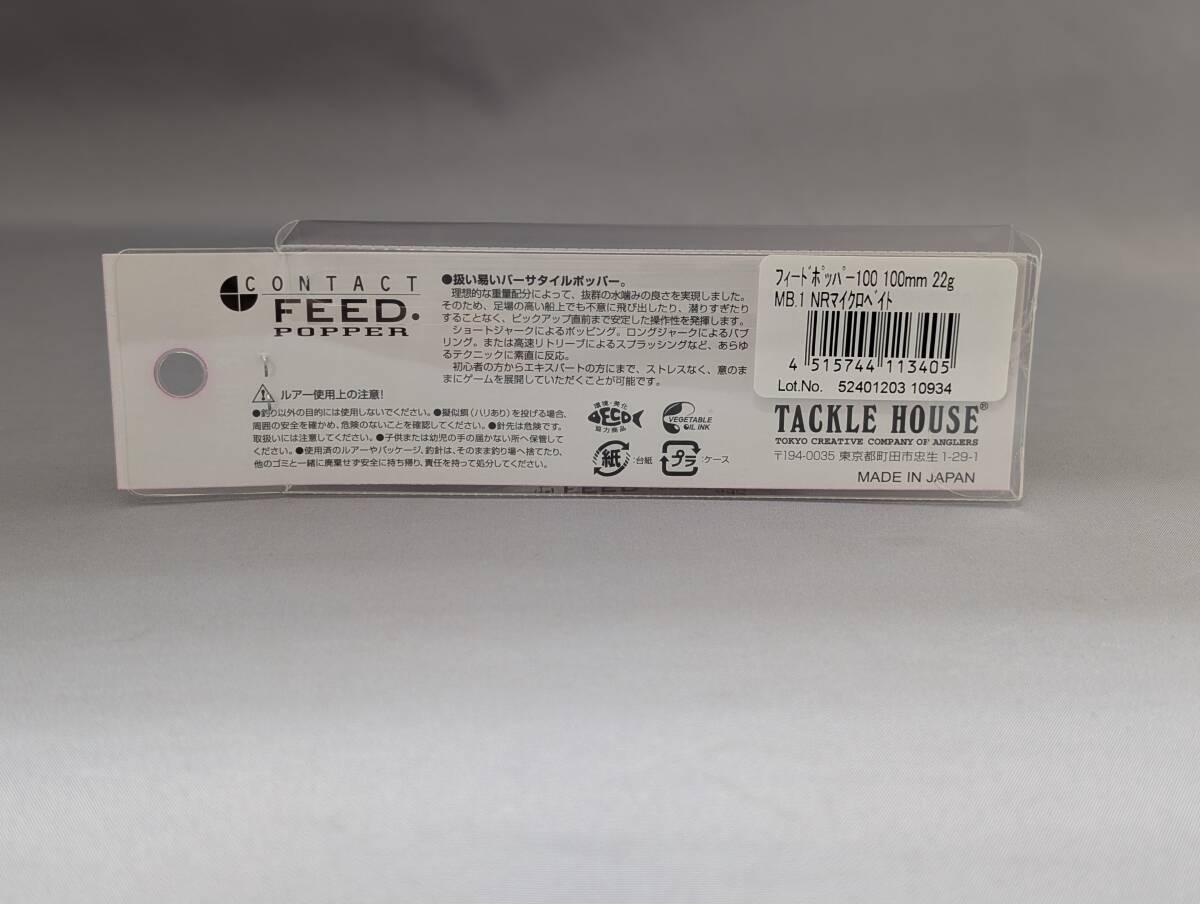 CONTACT
FEED.
POPPER
●扱い易いバーサタイルポッパー。
理想的な重量配分によって、抜群の水噛みの良さを実現しました。
そのため、足場の高い船上でも不意に飛び出したり、潜りすぎたり
することなく、ピックアップ直前まで安定した操作性を発揮します。
ショートジャークによるポッピング。ロングジャークによるバブ
リング。または高速リトリーブによるスプラッシングなど、あらゆ
るテクニックに素直に反応。
初心者の方からエキスパートの方にまで、ストレスなく、意のま
まにゲームを展開していただくことが可能です。
ルアー使用上の注意!
●釣り以外の目的には使用しないでください。●擬似餌(ハリあり)を投げる場合、
周囲の安全を確かめ、危険のないことを確認してください。●針先は危険です。
取扱いには注意してください。●子供または幼児の手の届かない所へ保管して
ください。●使用済のルアーやパッケージ、釣針は、そのまま釣り場へ捨てたり、
他のゴミと一緒に廃棄せず安全に持ち帰り、責任を持って処分してください。
環境・美化
ECO
協力商品
VEGETABLE
OIL INK
紙:台紙
プラ:ケース
フィードポッパー100 100mm 22g
MB.1 NRマイクロベイト
4 515744 113405
Lot.No. 52401203 10934
TACKLE HOUSE®
TOKYO CREATIVE COMPANY OF ANGLERS
〒194-0035 東京都町田市忠生 1-29-1
MADE IN JAPAN
FEED